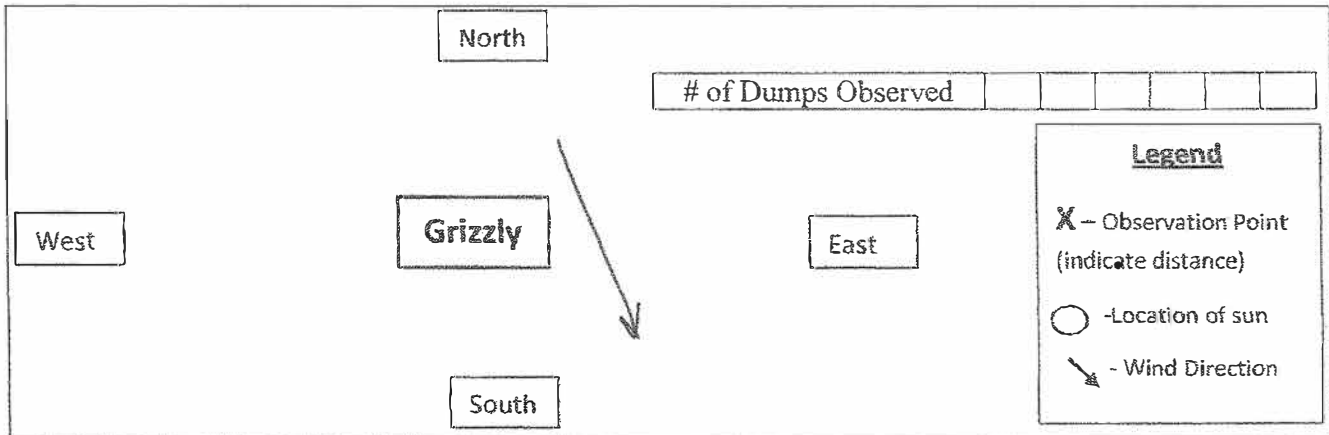 North
# of Dumps Observed
Legend
X – Observation Point
(indicate distance)
West
Grizzly
East
-Location of sun
- Wind Direction
South